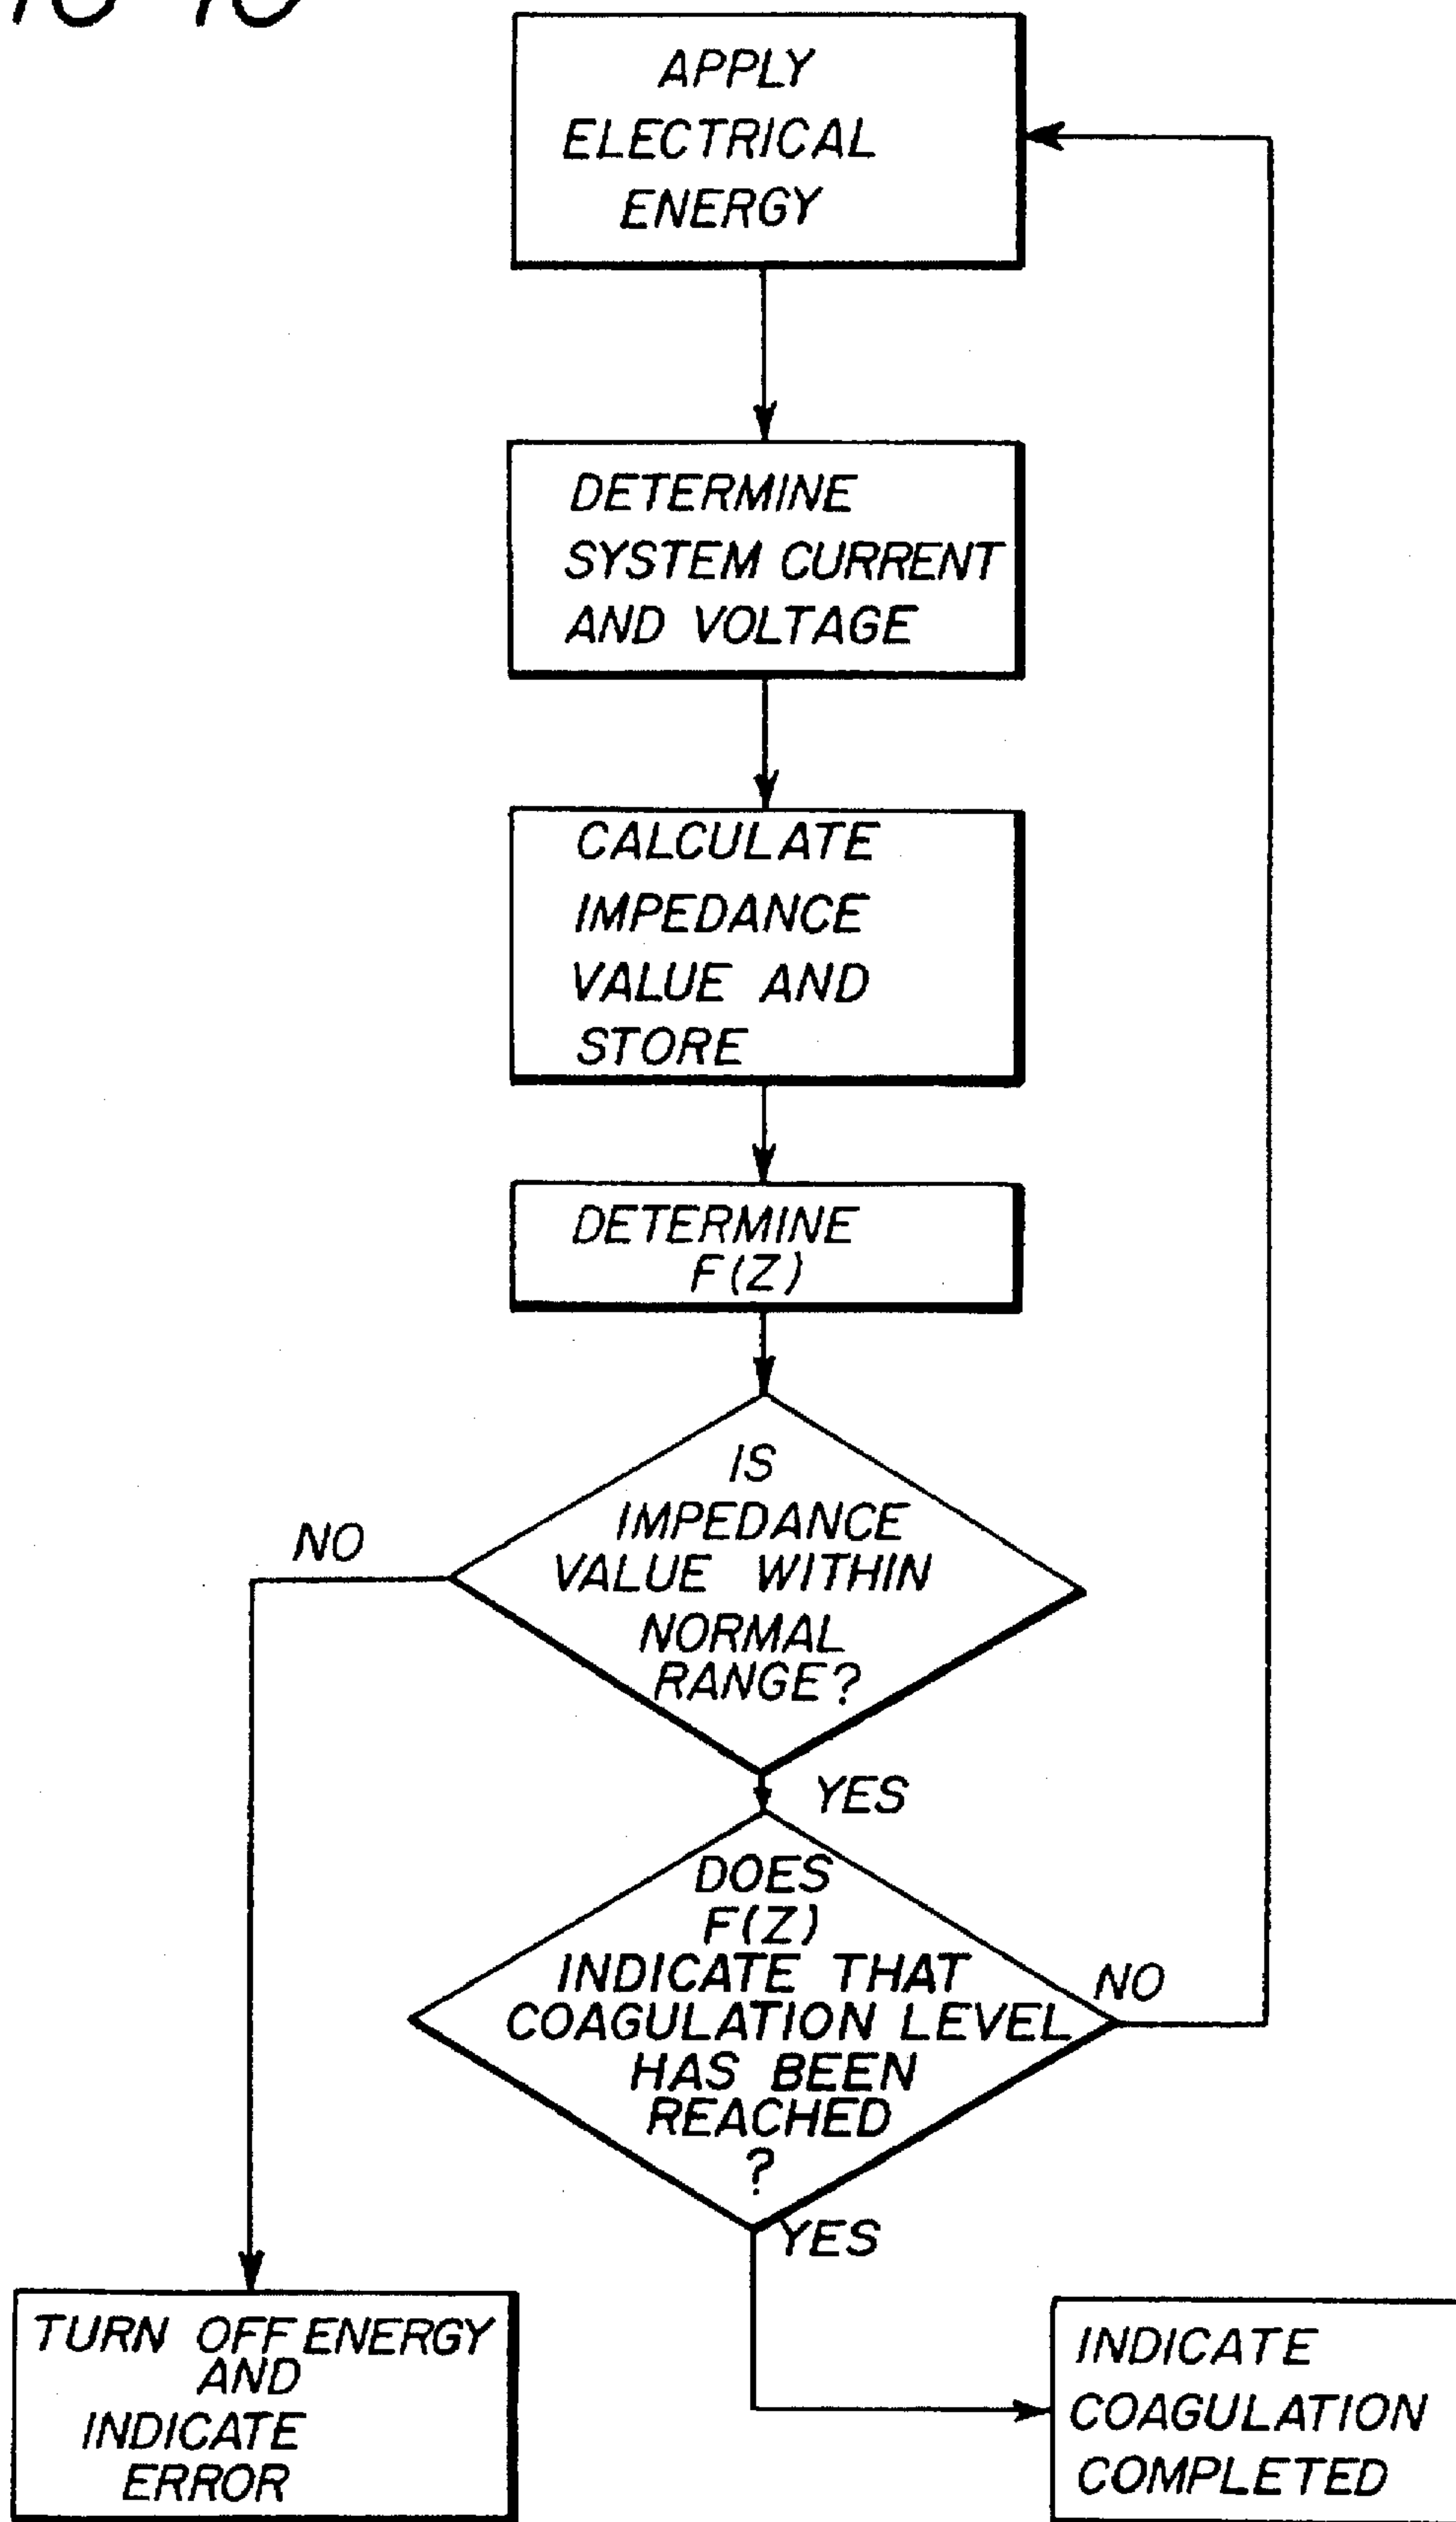 APPLY
ELECTRICAL
ENERGY
DETERMINE
SYSTEM CURRENT
AND VOLTAGE
CALCULATE
IMPEDANCE
VALUE AND
STORE
DETERMINE
F(Z)
IS
IMPEDANCE
VALUE WITHIN
NORMAL
RANGE?
NO
YES
DOES
F(Z)
INDICATE THAT
COAGULATION LEVEL
HAS BEEN
REACHED
?
NO
YES
TURN OFF ENERGY
AND
INDICATE
ERROR
INDICATE
COAGULATION
COMPLETED